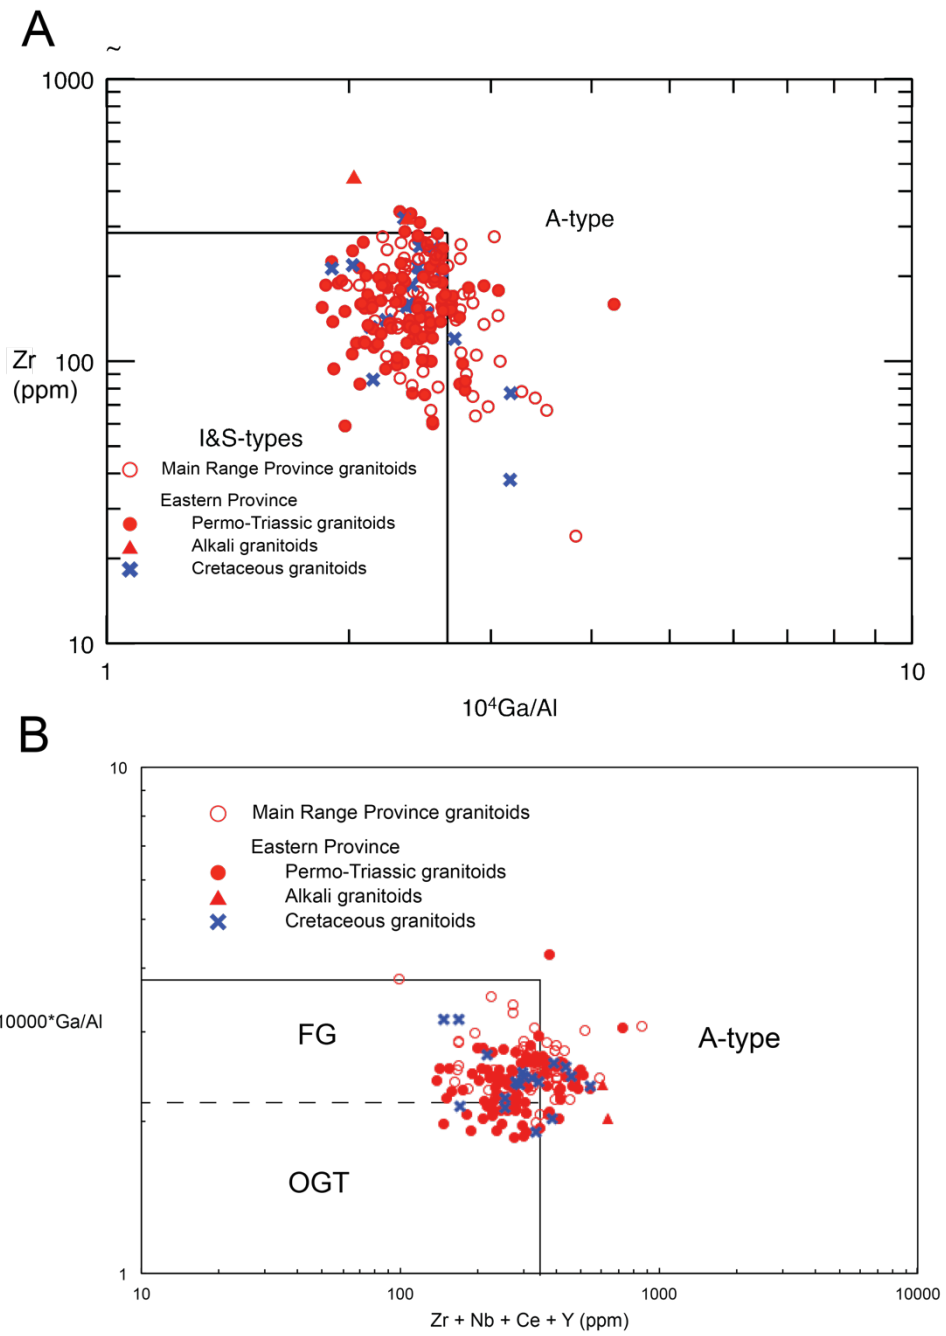 A
~
1000
A-type
100
Zr
(ppm)
I&S-types
Main Range Province granitoids
Eastern Province
Permo-Triassic granitoids
Alkali granitoids
Cretaceous granitoids
10
1
10
10⁴Ga/Al
B
10
Main Range Province granitoids
Eastern Province
Permo-Triassic granitoids
Alkali granitoids
Cretaceous granitoids
10000*Ga/Al
FG
A-type
OGT
1
10
100
1000
10000
Zr + Nb + Ce + Y (ppm)